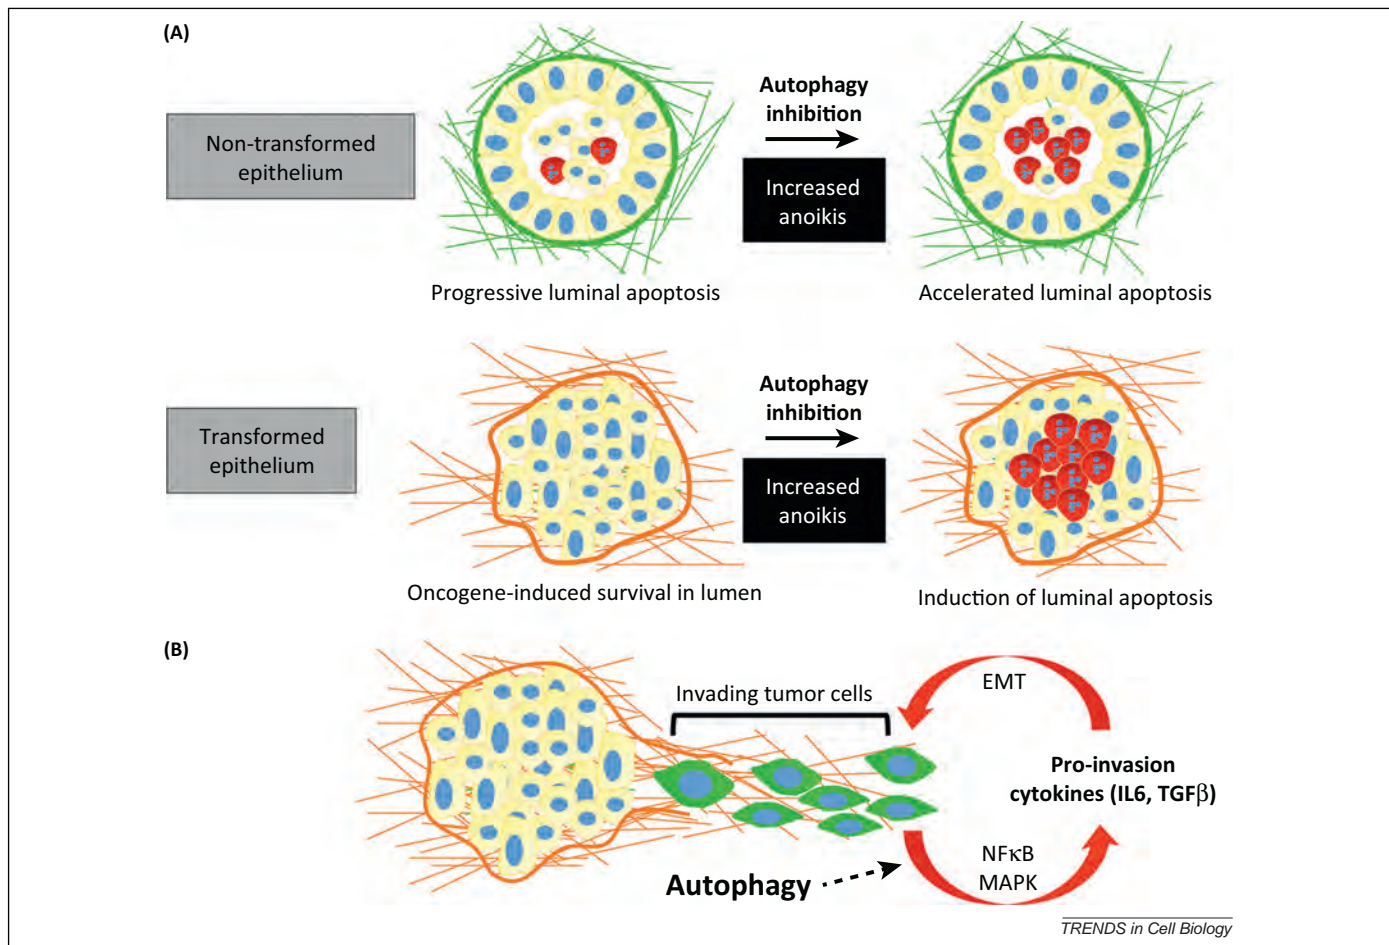 (A)
Non-transformed
epithelium
Autophagy
inhibition
Increased
anoikis
Progressive luminal apoptosis
Accelerated luminal apoptosis
Transformed
epithelium
Autophagy
inhibition
Increased
anoikis
Oncogene-induced survival in lumen
Induction of luminal apoptosis
(B)
Invading tumor cells
EMT
Pro-invasion
cytokines (IL6, TGFβ)
NFκB
MAPK
Autophagy
TRENDS in Cell Biology